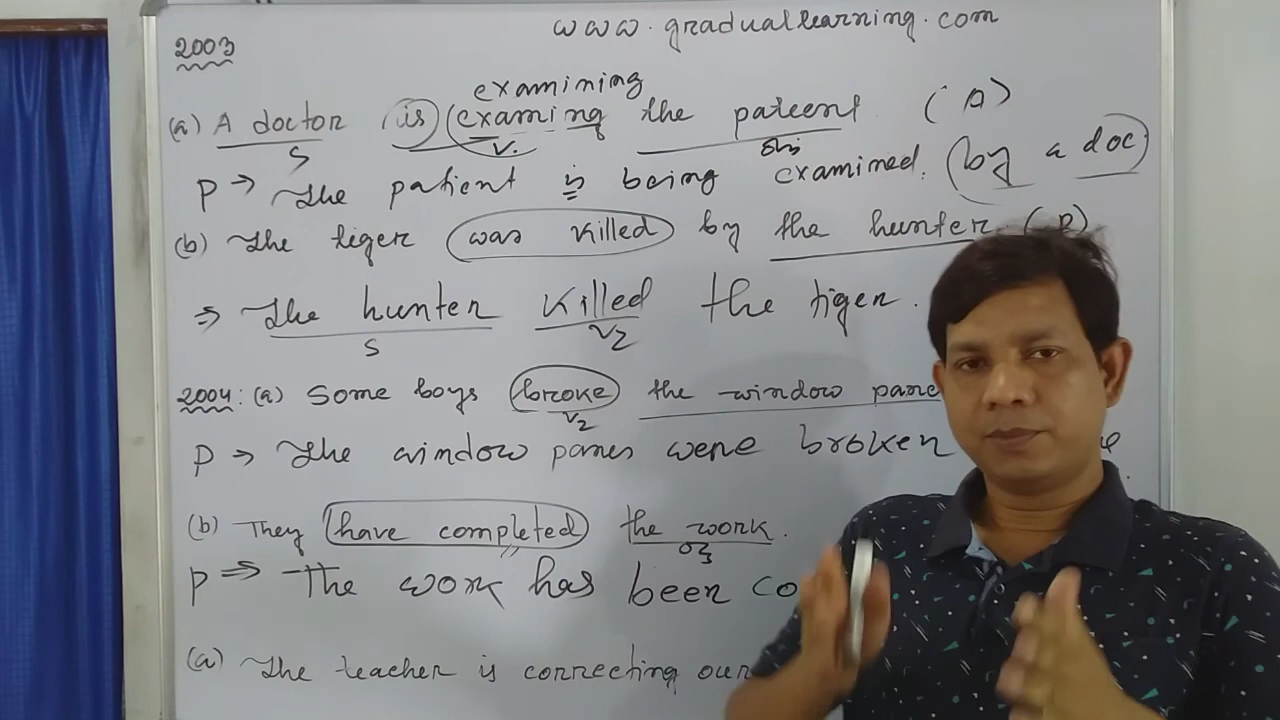 www.graduallearning.com
2003
examining
(a) A doctor (is) (examing the pateent. (A)
S V. Obj
P → The patient is being examined. (by a doc)
(b) The tiger (was killed) by the hunter (P)
⇒ The hunter killed the tiger.
S V2
2004: (a) Some boys (broke) the window pane
V2
P → The window panes were broken
(b) They (have completed) the work.
P ⇒ The work has been co
(a) The teacher is correcting our